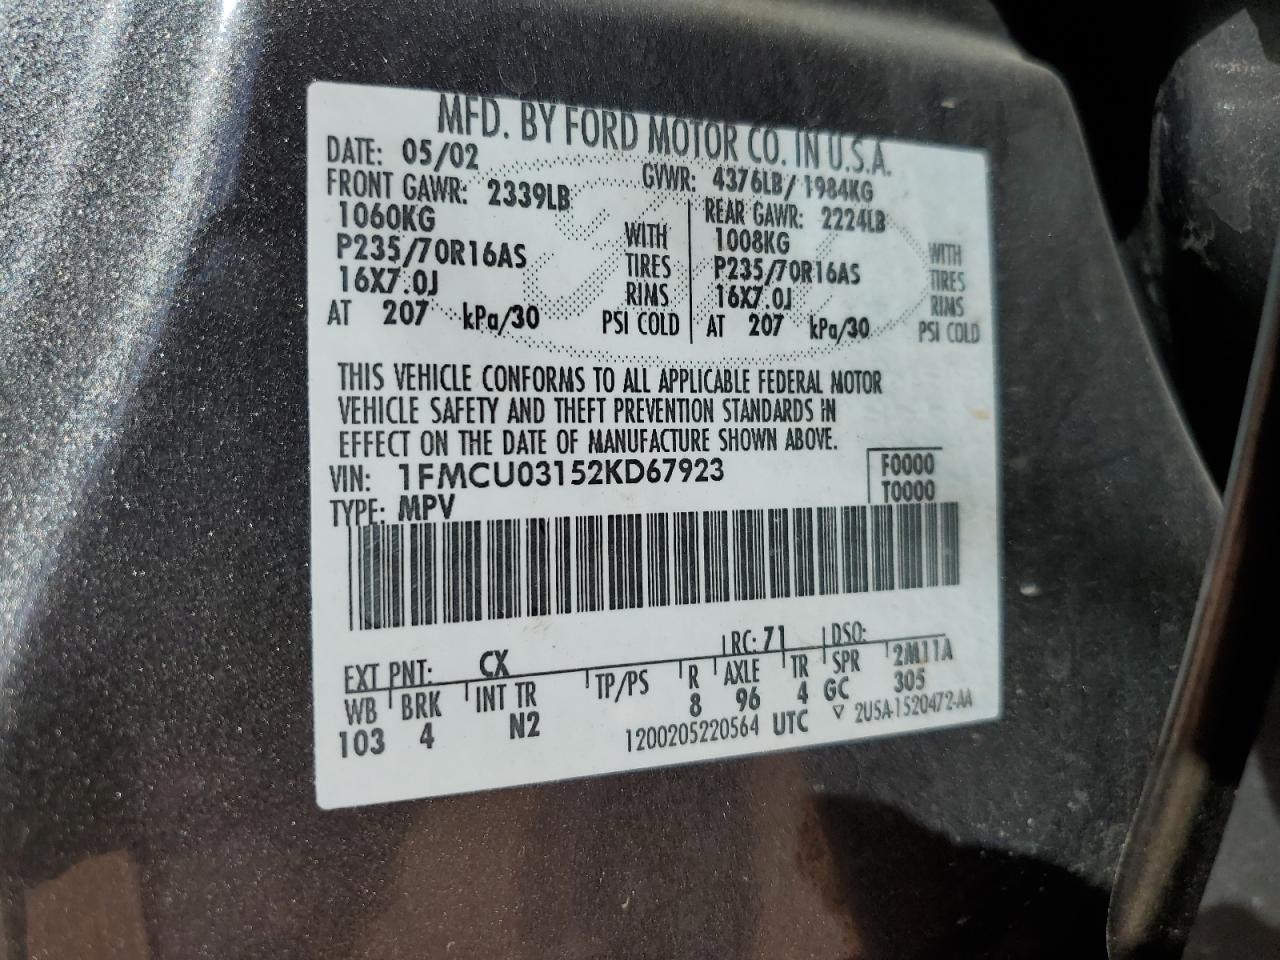 MFD. BY FORD MOTOR CO. IN U.S.A.
DATE: 05/02 GVWR: 4376LB/ 1984KG
FRONT GAWR: 2339LB REAR GAWR: 2224LB
1060KG WITH 1008KG WITH
P235/70R16AS TIRES P235/70R16AS TIRES
16X7.0J RIMS 16X7.0J RIMS
AT 207 kPa/30 PSI COLD AT 207 kPa/30 PSI COLD
THIS VEHICLE CONFORMS TO ALL APPLICABLE FEDERAL MOTOR
VEHICLE SAFETY AND THEFT PREVENTION STANDARDS IN
EFFECT ON THE DATE OF MANUFACTURE SHOWN ABOVE.
VIN: 1FMCU03152KD67923 F0000
TYPE: MPV T0000
EXT PNT: CX RC: 71 DSO:
WB BRK INT TR TP/PS R AXLE TR SPR 2M11A
103 4 N2 8 96 4 GC 305
1200205220564 UTC ▽ 2USA-1520472-AA